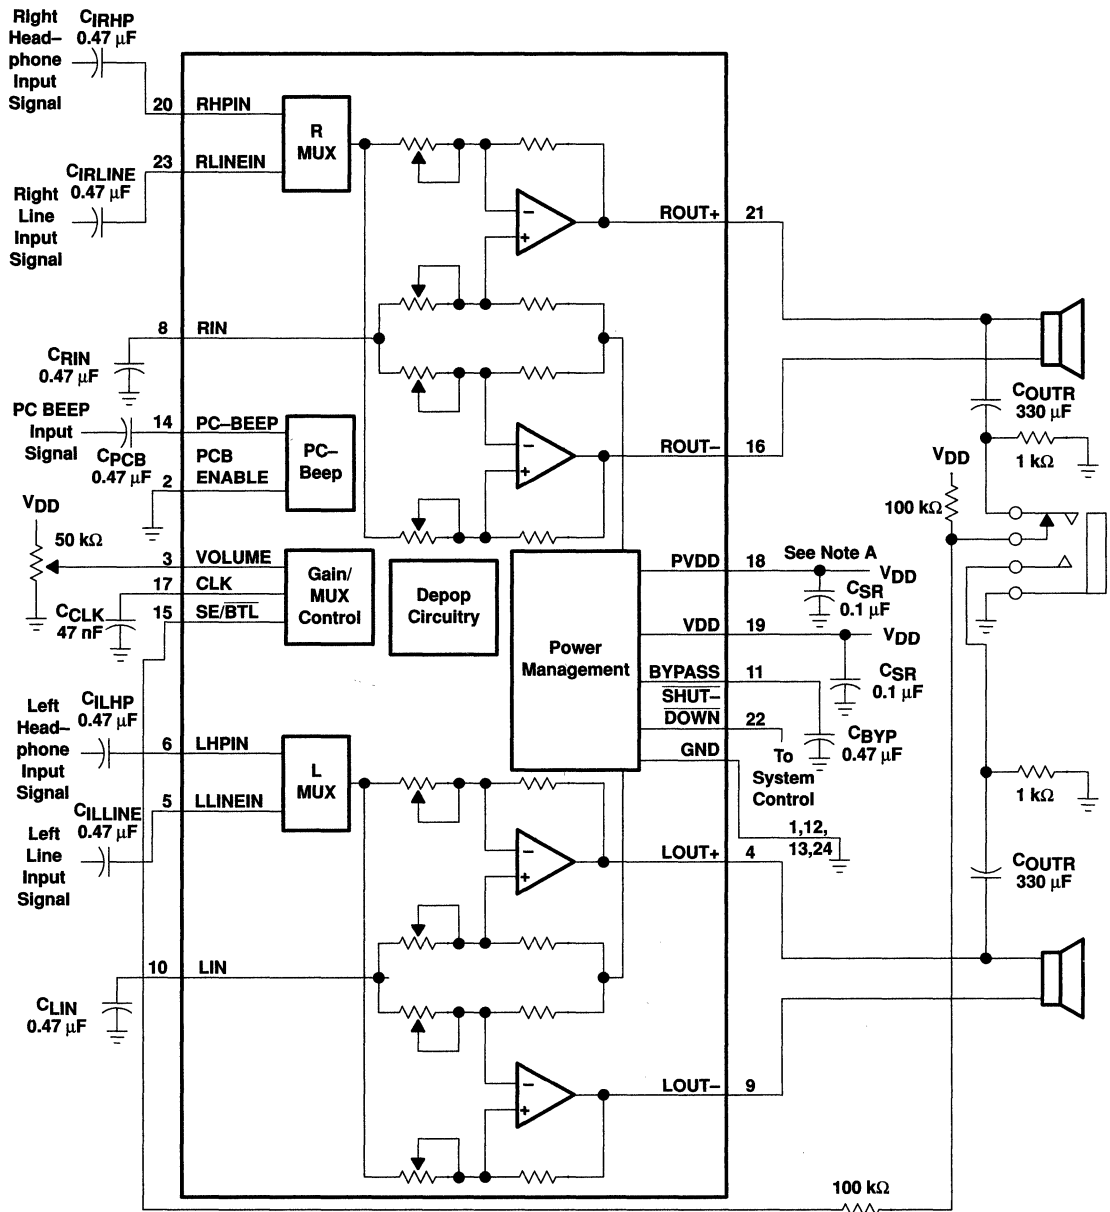 Right
Head–
phone
Input
Signal
CIRHP
0.47 μF
20
RHPIN
23
RLINEIN
CIRLINE
0.47 μF
Right
Line
Input
Signal
R
MUX
ROUT+
21
8
RIN
CRIN
0.47 μF
PC BEEP
Input
Signal
14
PC–BEEP
CPCB
0.47 μF
2
PCB
ENABLE
PC–
Beep
ROUT–
16
COUTR
330 μF
1 kΩ
VDD
100 kΩ
VDD
50 kΩ
3
VOLUME
17
CLK
15
SE/BTL
CCLK
47 nF
Gain/
MUX
Control
Depop
Circuitry
Power
Management
PVDD
18
See Note A
VDD
CSR
0.1 μF
VDD
19
VDD
CSR
0.1 μF
BYPASS
11
SHUT–
DOWN
22
GND
CBYP
0.47 μF
To
System
Control
1,12,
13,24
Left
Head–
phone
Input
Signal
CILHP
0.47 μF
6
LHPIN
5
LLINEIN
CILLINE
0.47 μF
Left
Line
Input
Signal
L
MUX
1 kΩ
LOUT+
4
COUTR
330 μF
10
LIN
CLIN
0.47 μF
LOUT–
9
100 kΩ